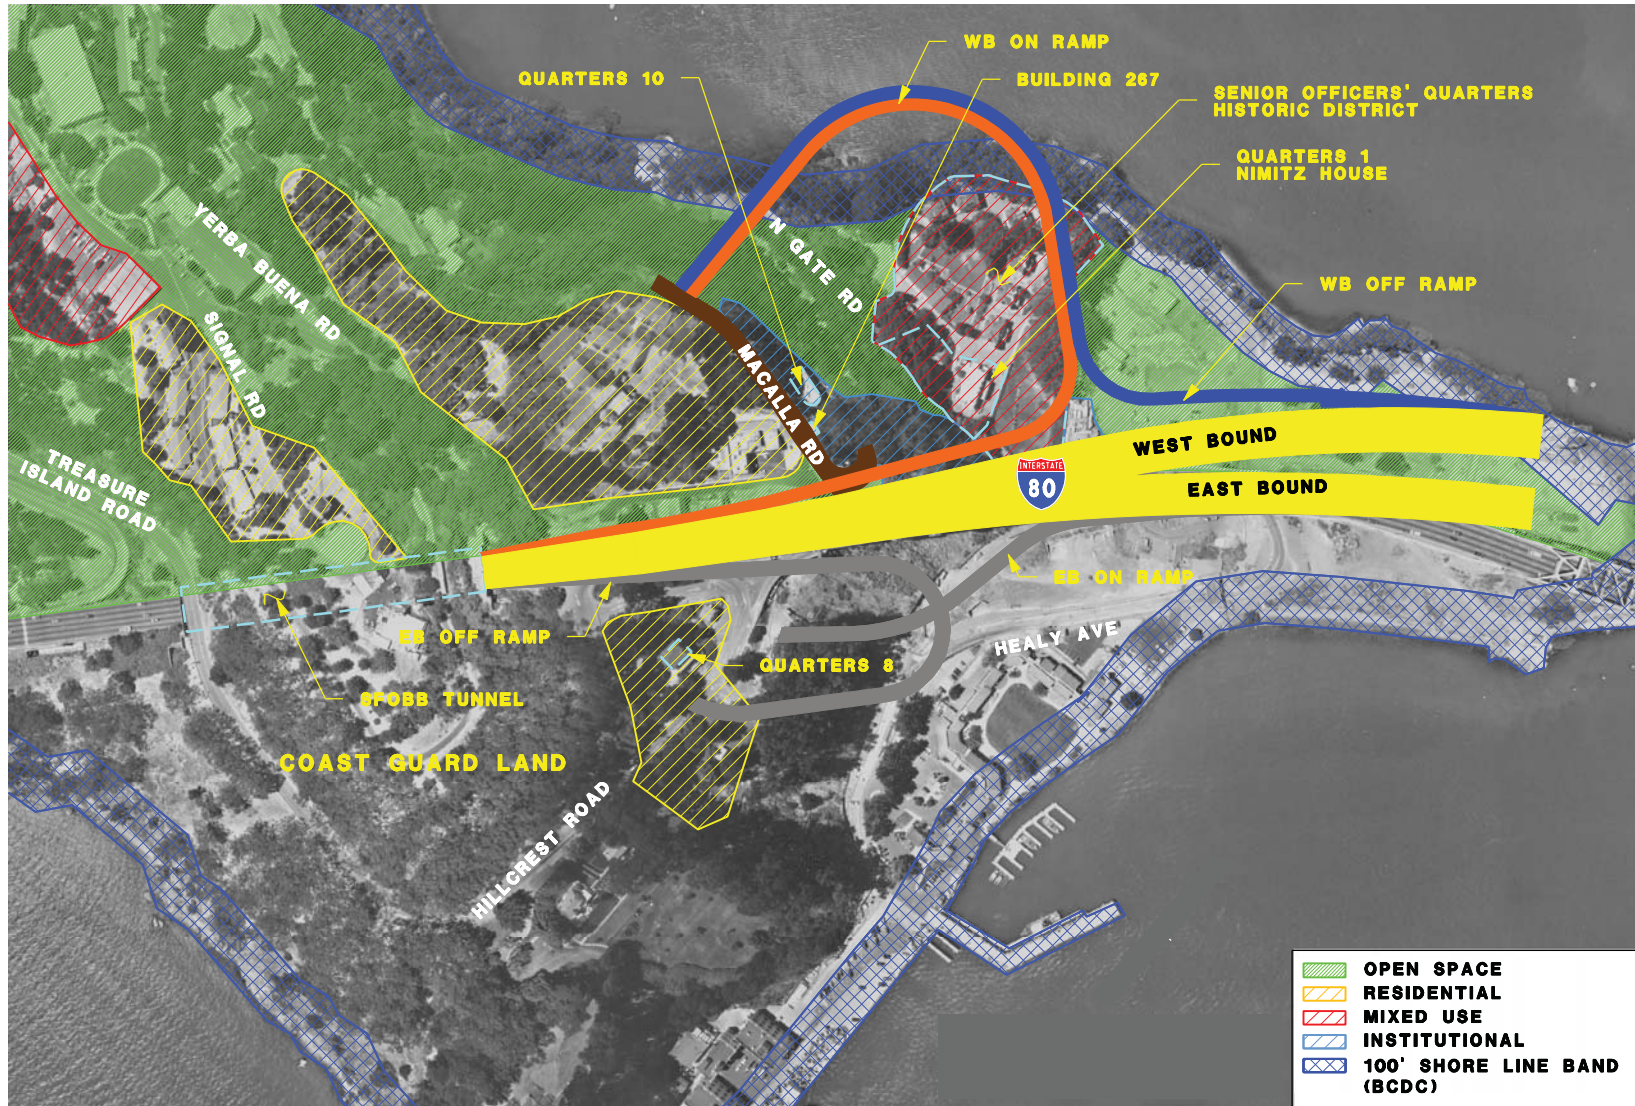 WB ON RAMP
QUARTERS 10
BUILDING 267
SENIOR OFFICERS' QUARTERS
HISTORIC DISTRICT
QUARTERS 1
NIMITZ HOUSE
YERBA BUENA RD
N GATE RD
WB OFF RAMP
SIGNAL RD
MACALLA RD
TREASURE
ISLAND ROAD
WEST BOUND
INTERSTATE
80
EAST BOUND
EB ON RAMP
EB OFF RAMP
HEALY AVE
QUARTERS 8
SFOBB TUNNEL
COAST GUARD LAND
HILLCREST ROAD
OPEN SPACE
RESIDENTIAL
MIXED USE
INSTITUTIONAL
100' SHORE LINE BAND
(BCDC)